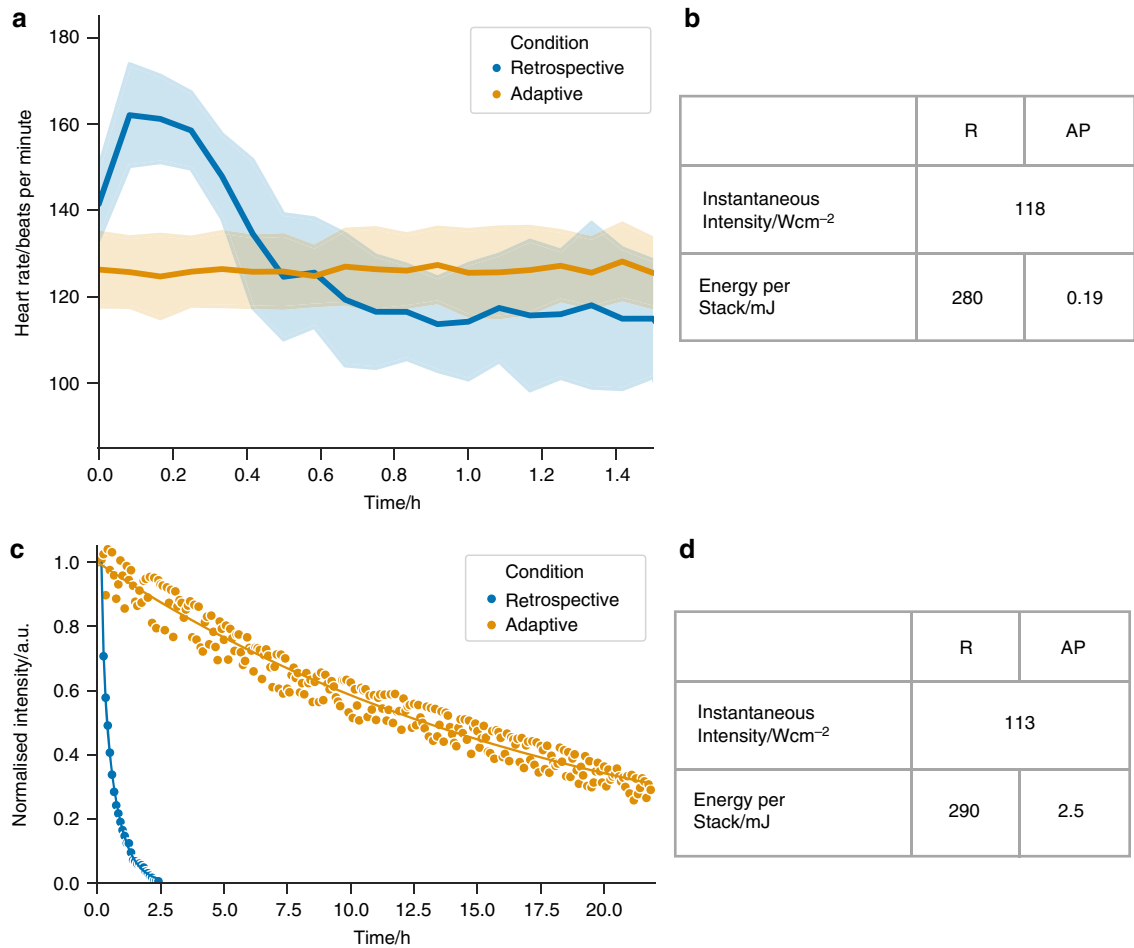 a
180
160
140
120
100
Heart rate/beats per minute
0.0 0.2 0.4 0.6 0.8 1.0 1.2 1.4
Time/h
Condition
Retrospective
Adaptive
b
R AP
Instantaneous
Intensity/Wcm⁻²
118
Energy per
Stack/mJ
280 0.19
c
1.0
0.8
0.6
0.4
0.2
0.0
Normalised intensity/a.u.
0.0 2.5 5.0 7.5 10.0 12.5 15.0 17.5 20.0
Time/h
Condition
Retrospective
Adaptive
d
R AP
Instantaneous
Intensity/Wcm⁻²
113
Energy per
Stack/mJ
290 2.5